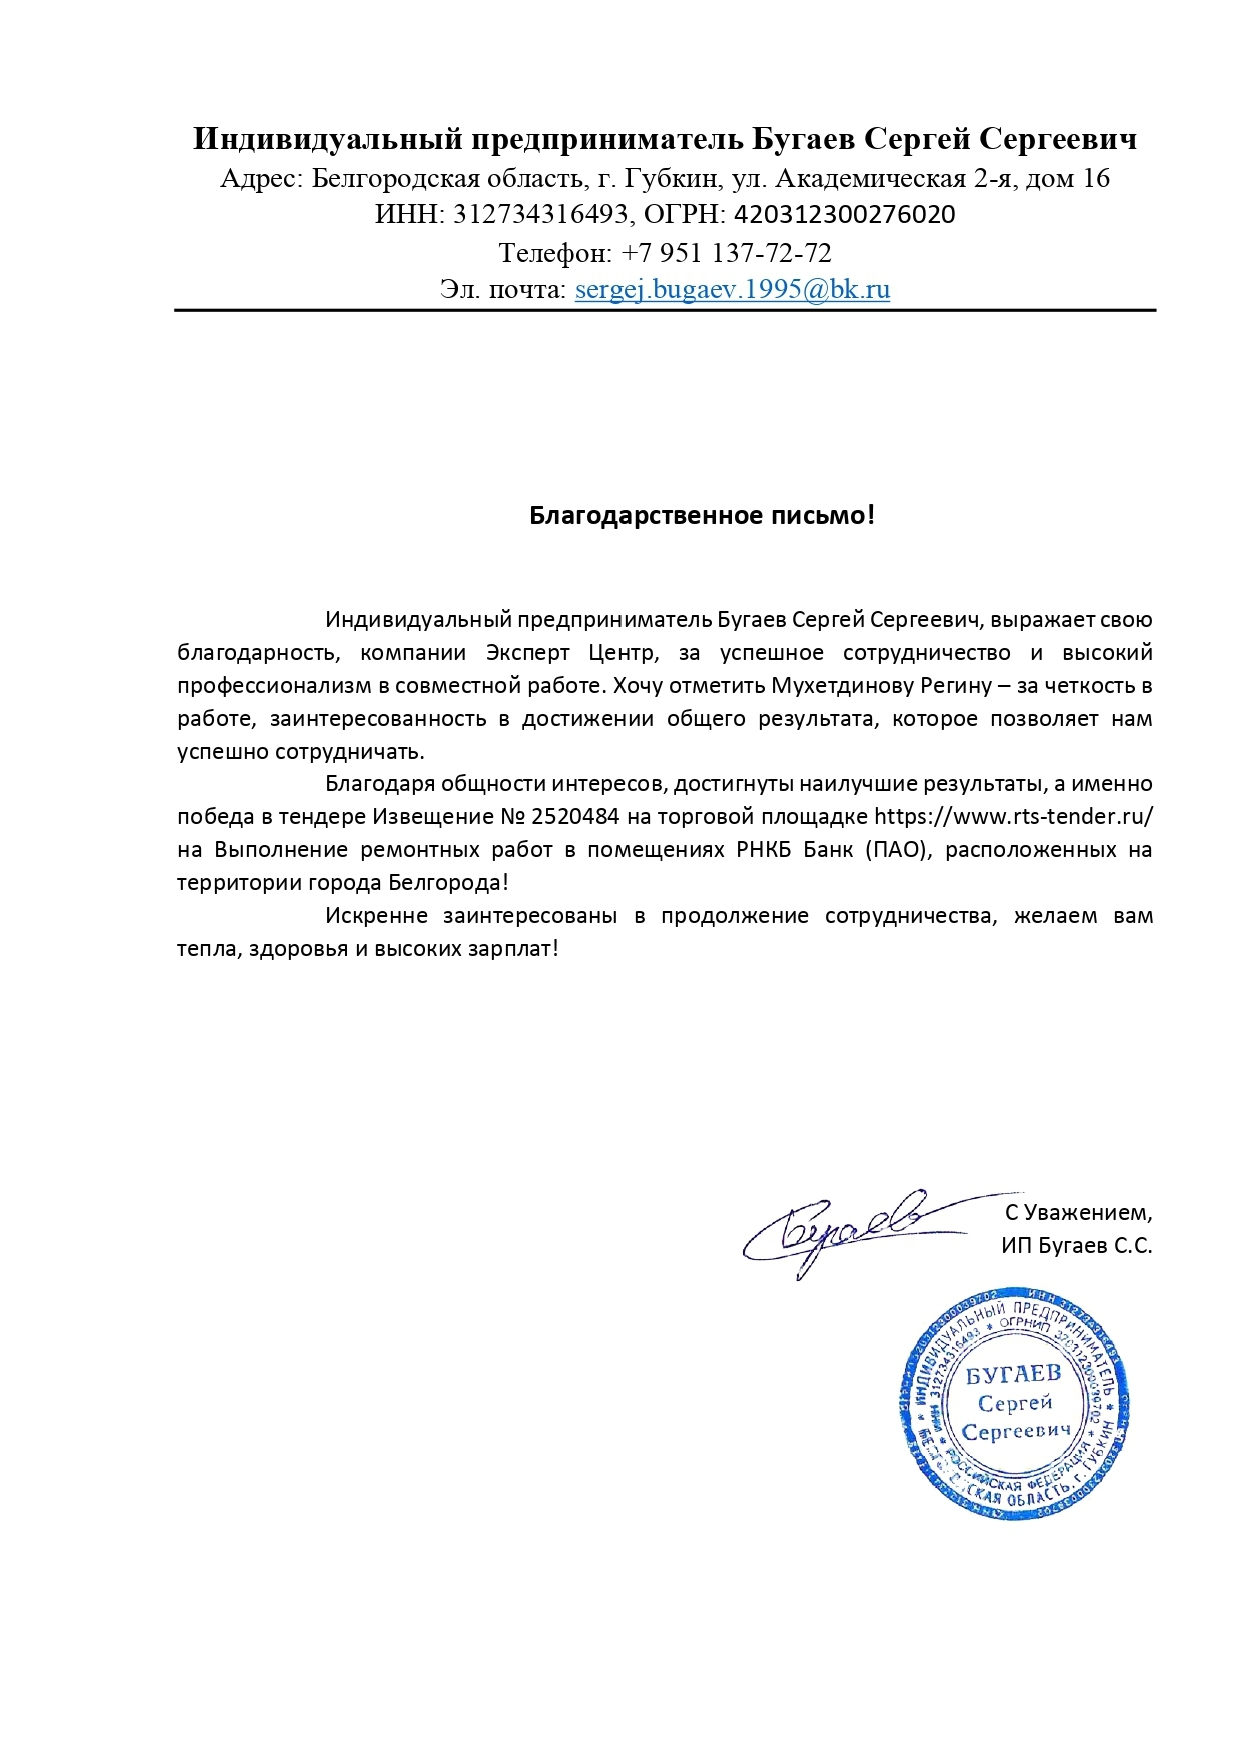 Индивидуальный предприниматель Бугаев Сергей Сергеевич
Адрес: Белгородская область, г. Губкин, ул. Академическая 2-я, дом 16
ИНН: 312734316493, ОГРН: 420312300276020
Телефон: +7 951 137-72-72
Эл. почта: sergej.bugaev.1995@bk.ru
Благодарственное письмо!
Индивидуальный предприниматель Бугаев Сергей Сергеевич, выражает свою
благодарность, компании Эксперт Центр, за успешное сотрудничество и высокий
профессионализм в совместной работе. Хочу отметить Мухетдинову Регину – за четкость в
работе, заинтересованность в достижении общего результата, которое позволяет нам
успешно сотрудничать.
Благодаря общности интересов, достигнуты наилучшие результаты, а именно
победа в тендере Извещение № 2520484 на торговой площадке https://www.rts-tender.ru/
на Выполнение ремонтных работ в помещениях РНКБ Банк (ПАО), расположенных на
территории города Белгорода!
Искренне заинтересованы в продолжение сотрудничества, желаем вам
тепла, здоровья и высоких зарплат!
Бугаев
С Уважением,
ИП Бугаев С.С.
ИНН 312734316493
ИНДИВИДУАЛЬНЫЙ ПРЕДПРИНИМАТЕЛЬ *
* ИНН 312734316493 * ОГРНИП
БУГАЕВ
Сергей
Сергеевич
* РОССИЙСКАЯ ФЕДЕРАЦИЯ *
ОБЛАСТЬ, Г. ГУБКИН